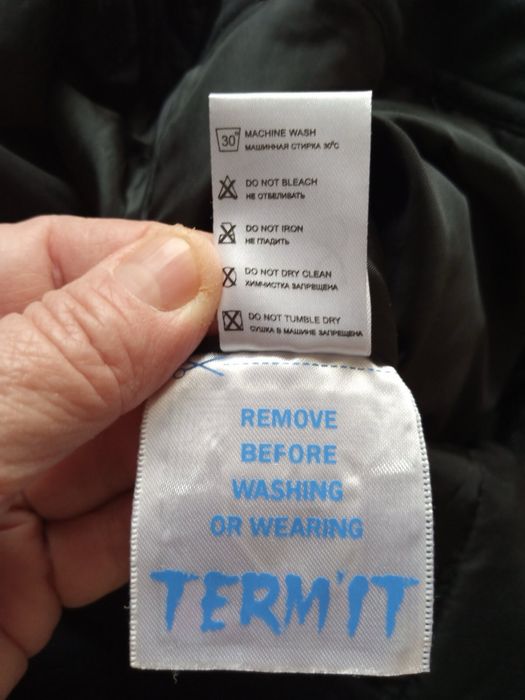 30°
MACHINE WASH
МАШИННАЯ СТИРКА 30°C
DO NOT BLEACH
НЕ ОТБЕЛИВАТЬ
DO NOT IRON
НЕ ГЛАДИТЬ
DO NOT DRY CLEAN
ХИМЧИСТКА ЗАПРЕЩЕНА
DO NOT TUMBLE DRY
СУШКА В МАШИНЕ ЗАПРЕЩЕНА
REMOVE
BEFORE
WASHING
OR WEARING
TERM'IT